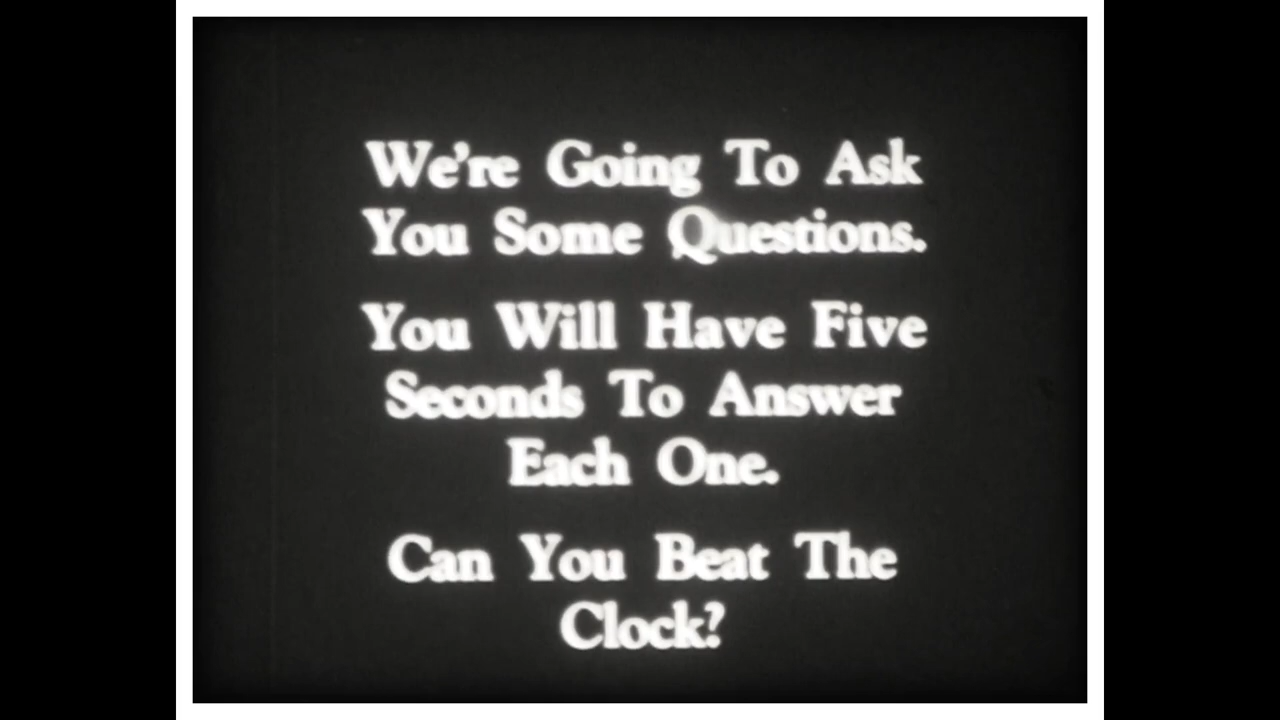 We're Going To Ask
You Some Questions.
You Will Have Five
Seconds To Answer
Each One.
Can You Beat The
Clock?